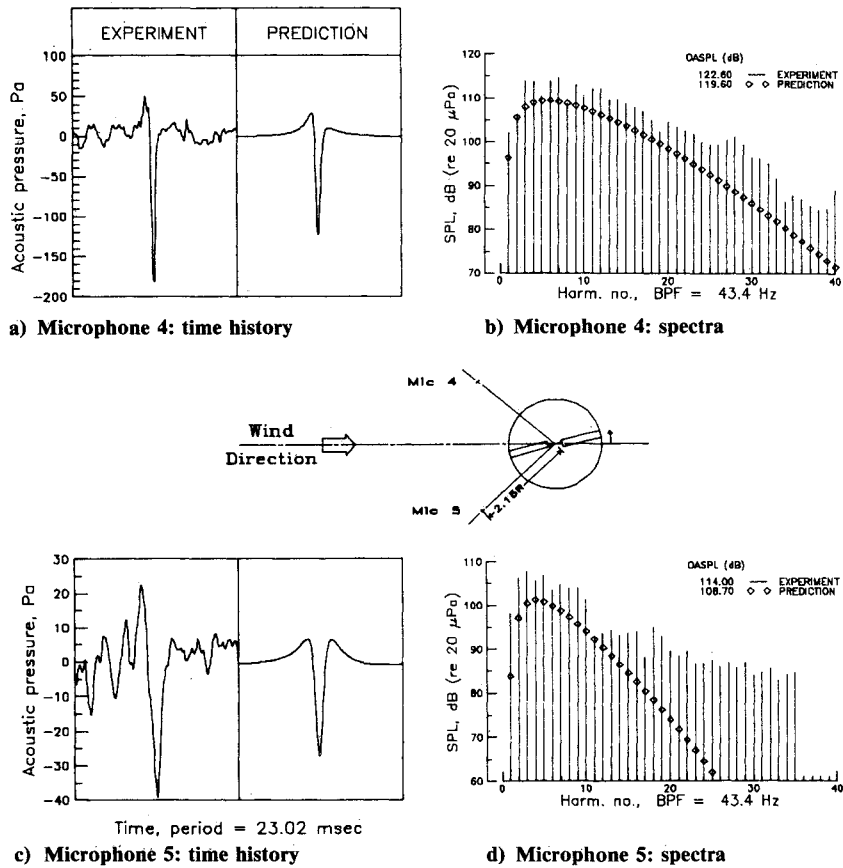 EXPERIMENT PREDICTION
Acoustic pressure, Pa
100
50
0
−50
−100
−150
−200
a) Microphone 4: time history
SPL, dB (re 20 μPa)
120
110
100
90
80
70
0 10 20 30 40
OASPL (dB)
122.60 EXPERIMENT
119.60 PREDICTION
Harm. no., BPF = 43.4 Hz
b) Microphone 4: spectra
Mic 4
Wind
Direction
Mic 5
2.15R
Acoustic pressure, Pa
30
20
10
0
−10
−20
−30
−40
Time, period = 23.02 msec
c) Microphone 5: time history
SPL, dB (re 20 μPa)
110
100
90
80
70
60
0 10 20 30 40
OASPL (dB)
114.00 EXPERIMENT
108.70 PREDICTION
Harm. no., BPF = 43.4 Hz
d) Microphone 5: spectra